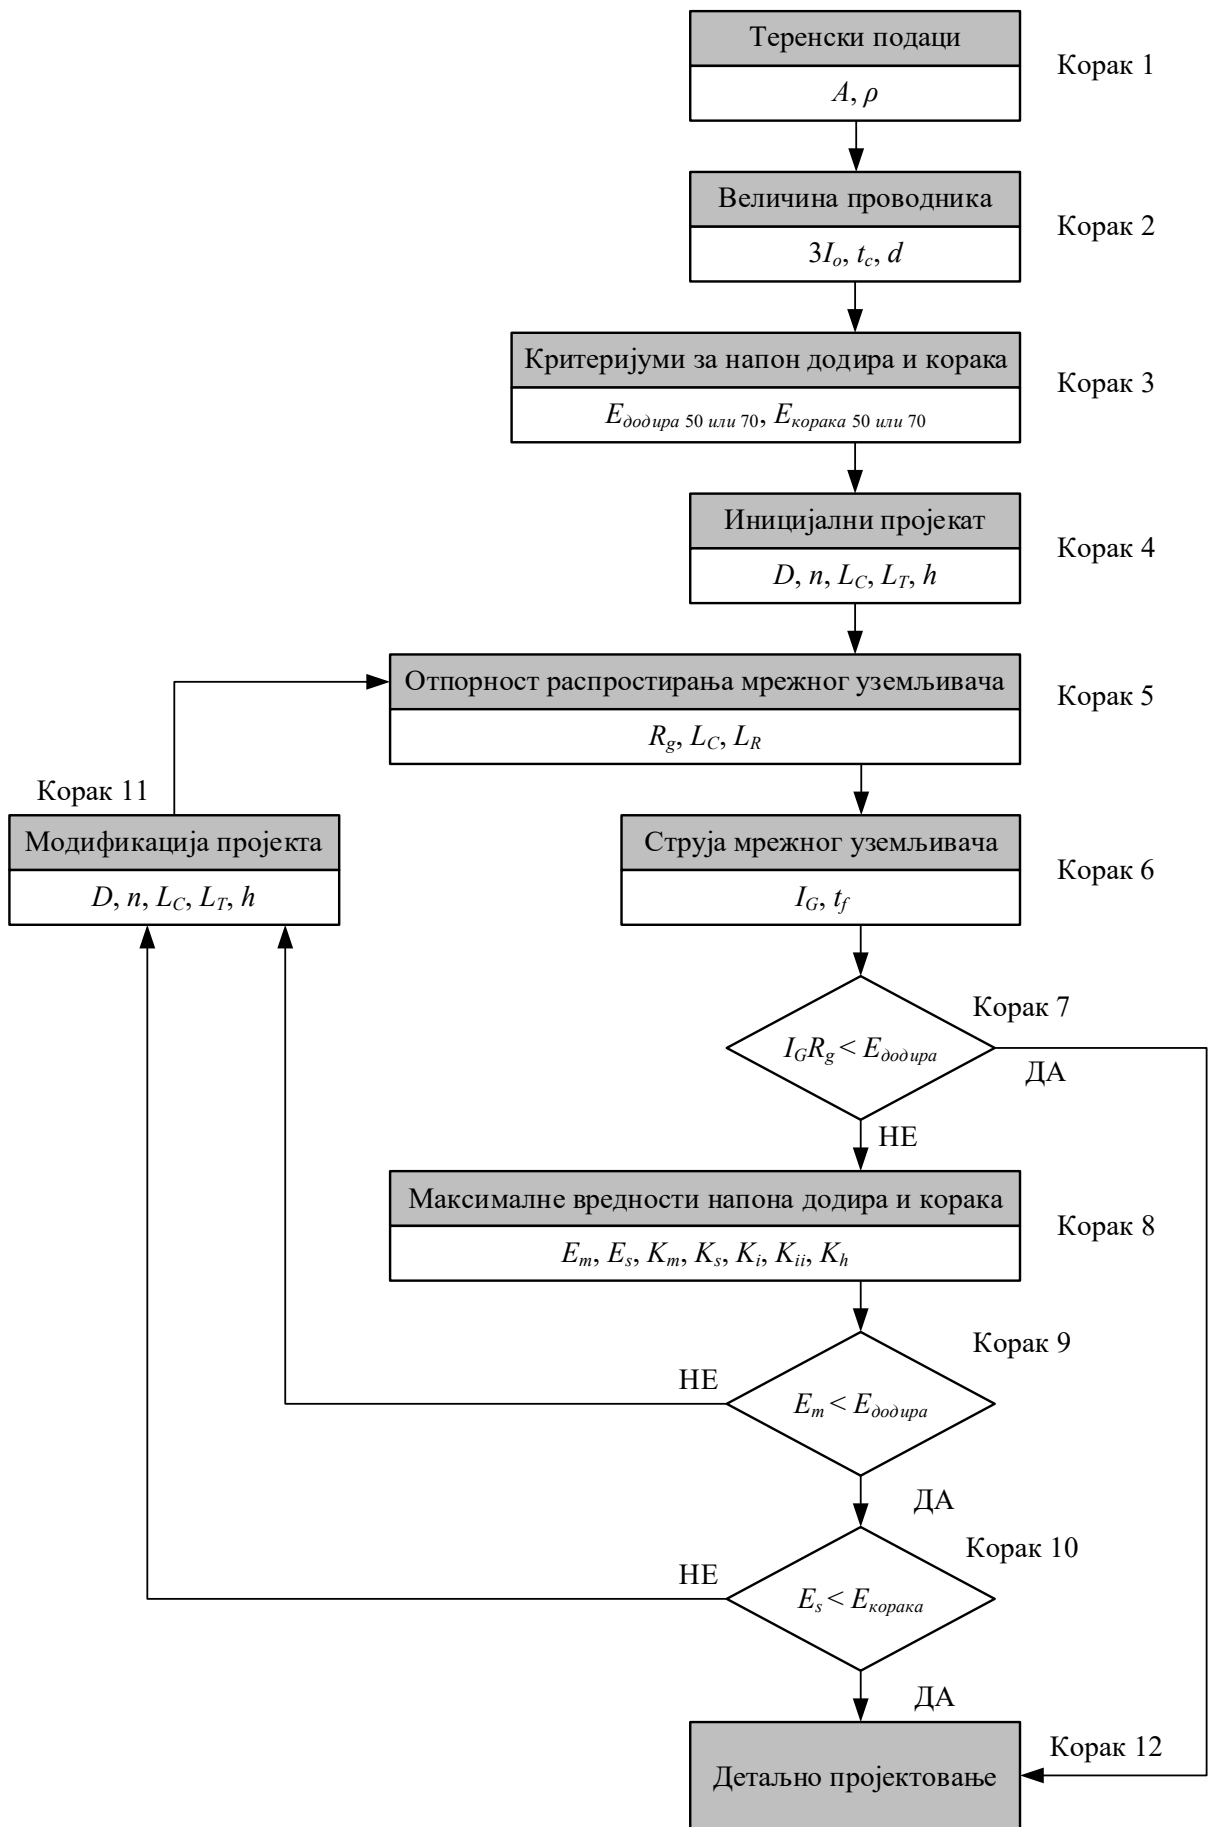 Теренски подаци
Корак 1
A, ρ
Величина проводника
Корак 2
3Io, tc, d
Критеријуми за напон додира и корака
Корак 3
Eдодира 50 или 70, Eкорака 50 или 70
Иницијални пројекат
Корак 4
D, n, LC, LT, h
Отпорност распростирања мрежног уземљивача
Корак 5
Rg, LC, LR
Корак 11
Модификација пројекта
D, n, LC, LT, h
Струја мрежног уземљивача
Корак 6
IG, tf
Корак 7
IGRg < Eдодира
ДА
НЕ
Максималне вредности напона додира и корака
Корак 8
Em, Es, Km, Ks, Ki, Kii, Kh
Корак 9
НЕ
Em < Eдодира
ДА
Корак 10
НЕ
Es < Eкорака
ДА
Корак 12
Детаљно пројектовање